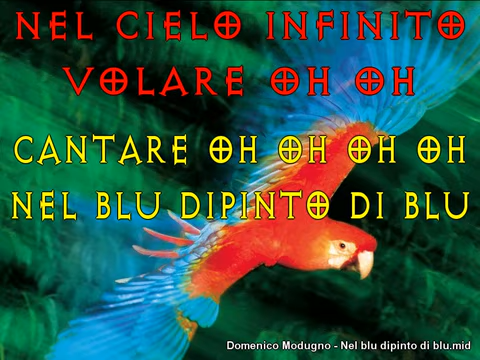 NEL CIELO INFINITO
VOLARE OH OH
CANTARE OH OH OH OH
NEL BLU DIPINTO DI BLU
Domenico Modugno - Nel blu dipinto di blu.mid